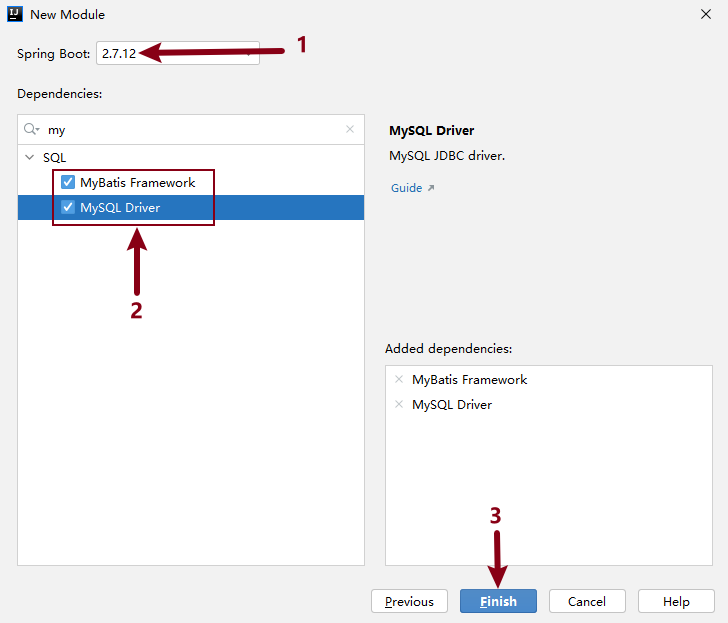 New Module
Spring Boot: 2.7.12
1
Dependencies:
my
SQL
MyBatis Framework
MySQL Driver
2
MySQL Driver
MySQL JDBC driver.
Guide
Added dependencies:
MyBatis Framework
MySQL Driver
3
Previous
Finish
Cancel
Help